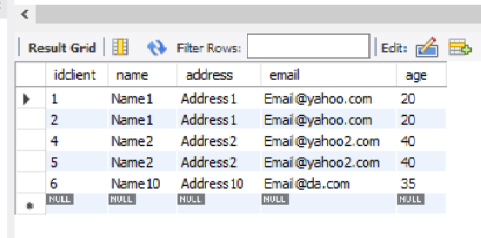 Result Grid Filter Rows: Edit:
idclient name address email age
1 Name1 Address1 Email@yahoo.com 20
2 Name1 Address1 Email@yahoo.com 20
4 Name2 Address2 Email@yahoo2.com 40
5 Name2 Address2 Email@yahoo2.com 40
6 Name10 Address10 Email@da.com 35
NULL NULL NULL NULL NULL